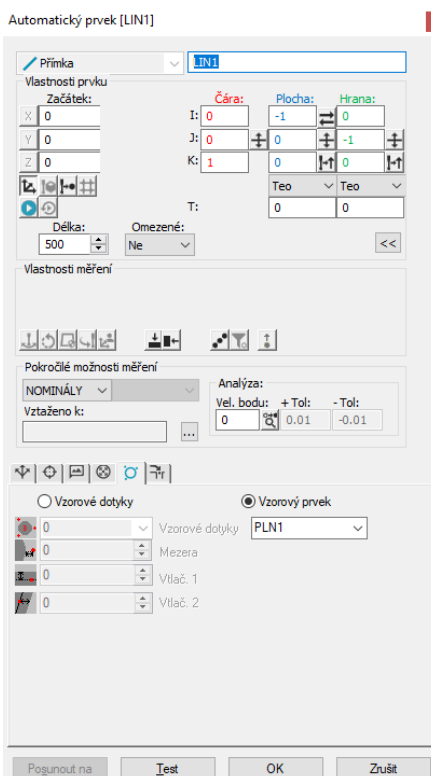 Automatický prvek [LIN1]
Přímka LIN1
Vlastnosti prvku
Začátek: Čára: Plocha: Hrana:
X 0 I: 0 -1 0
Y 0 J: 0 0 -1
Z 0 K: 1 0 0
Teo Teo
T: 0 0
Délka: Omezené:
500 Ne <<
Vlastnosti měření
Pokročilé možnosti měření
NOMINÁLY Analýza:
Vztaženo k: Vel. bodu: + Tol: - Tol:
0 0.01 -0.01
...
Vzorové dotyky Vzorový prvek
0 Vzorové dotyky PLN1
0 Mezera
0 Vtlač. 1
0 Vtlač. 2
Posunout na Test OK Zrušit